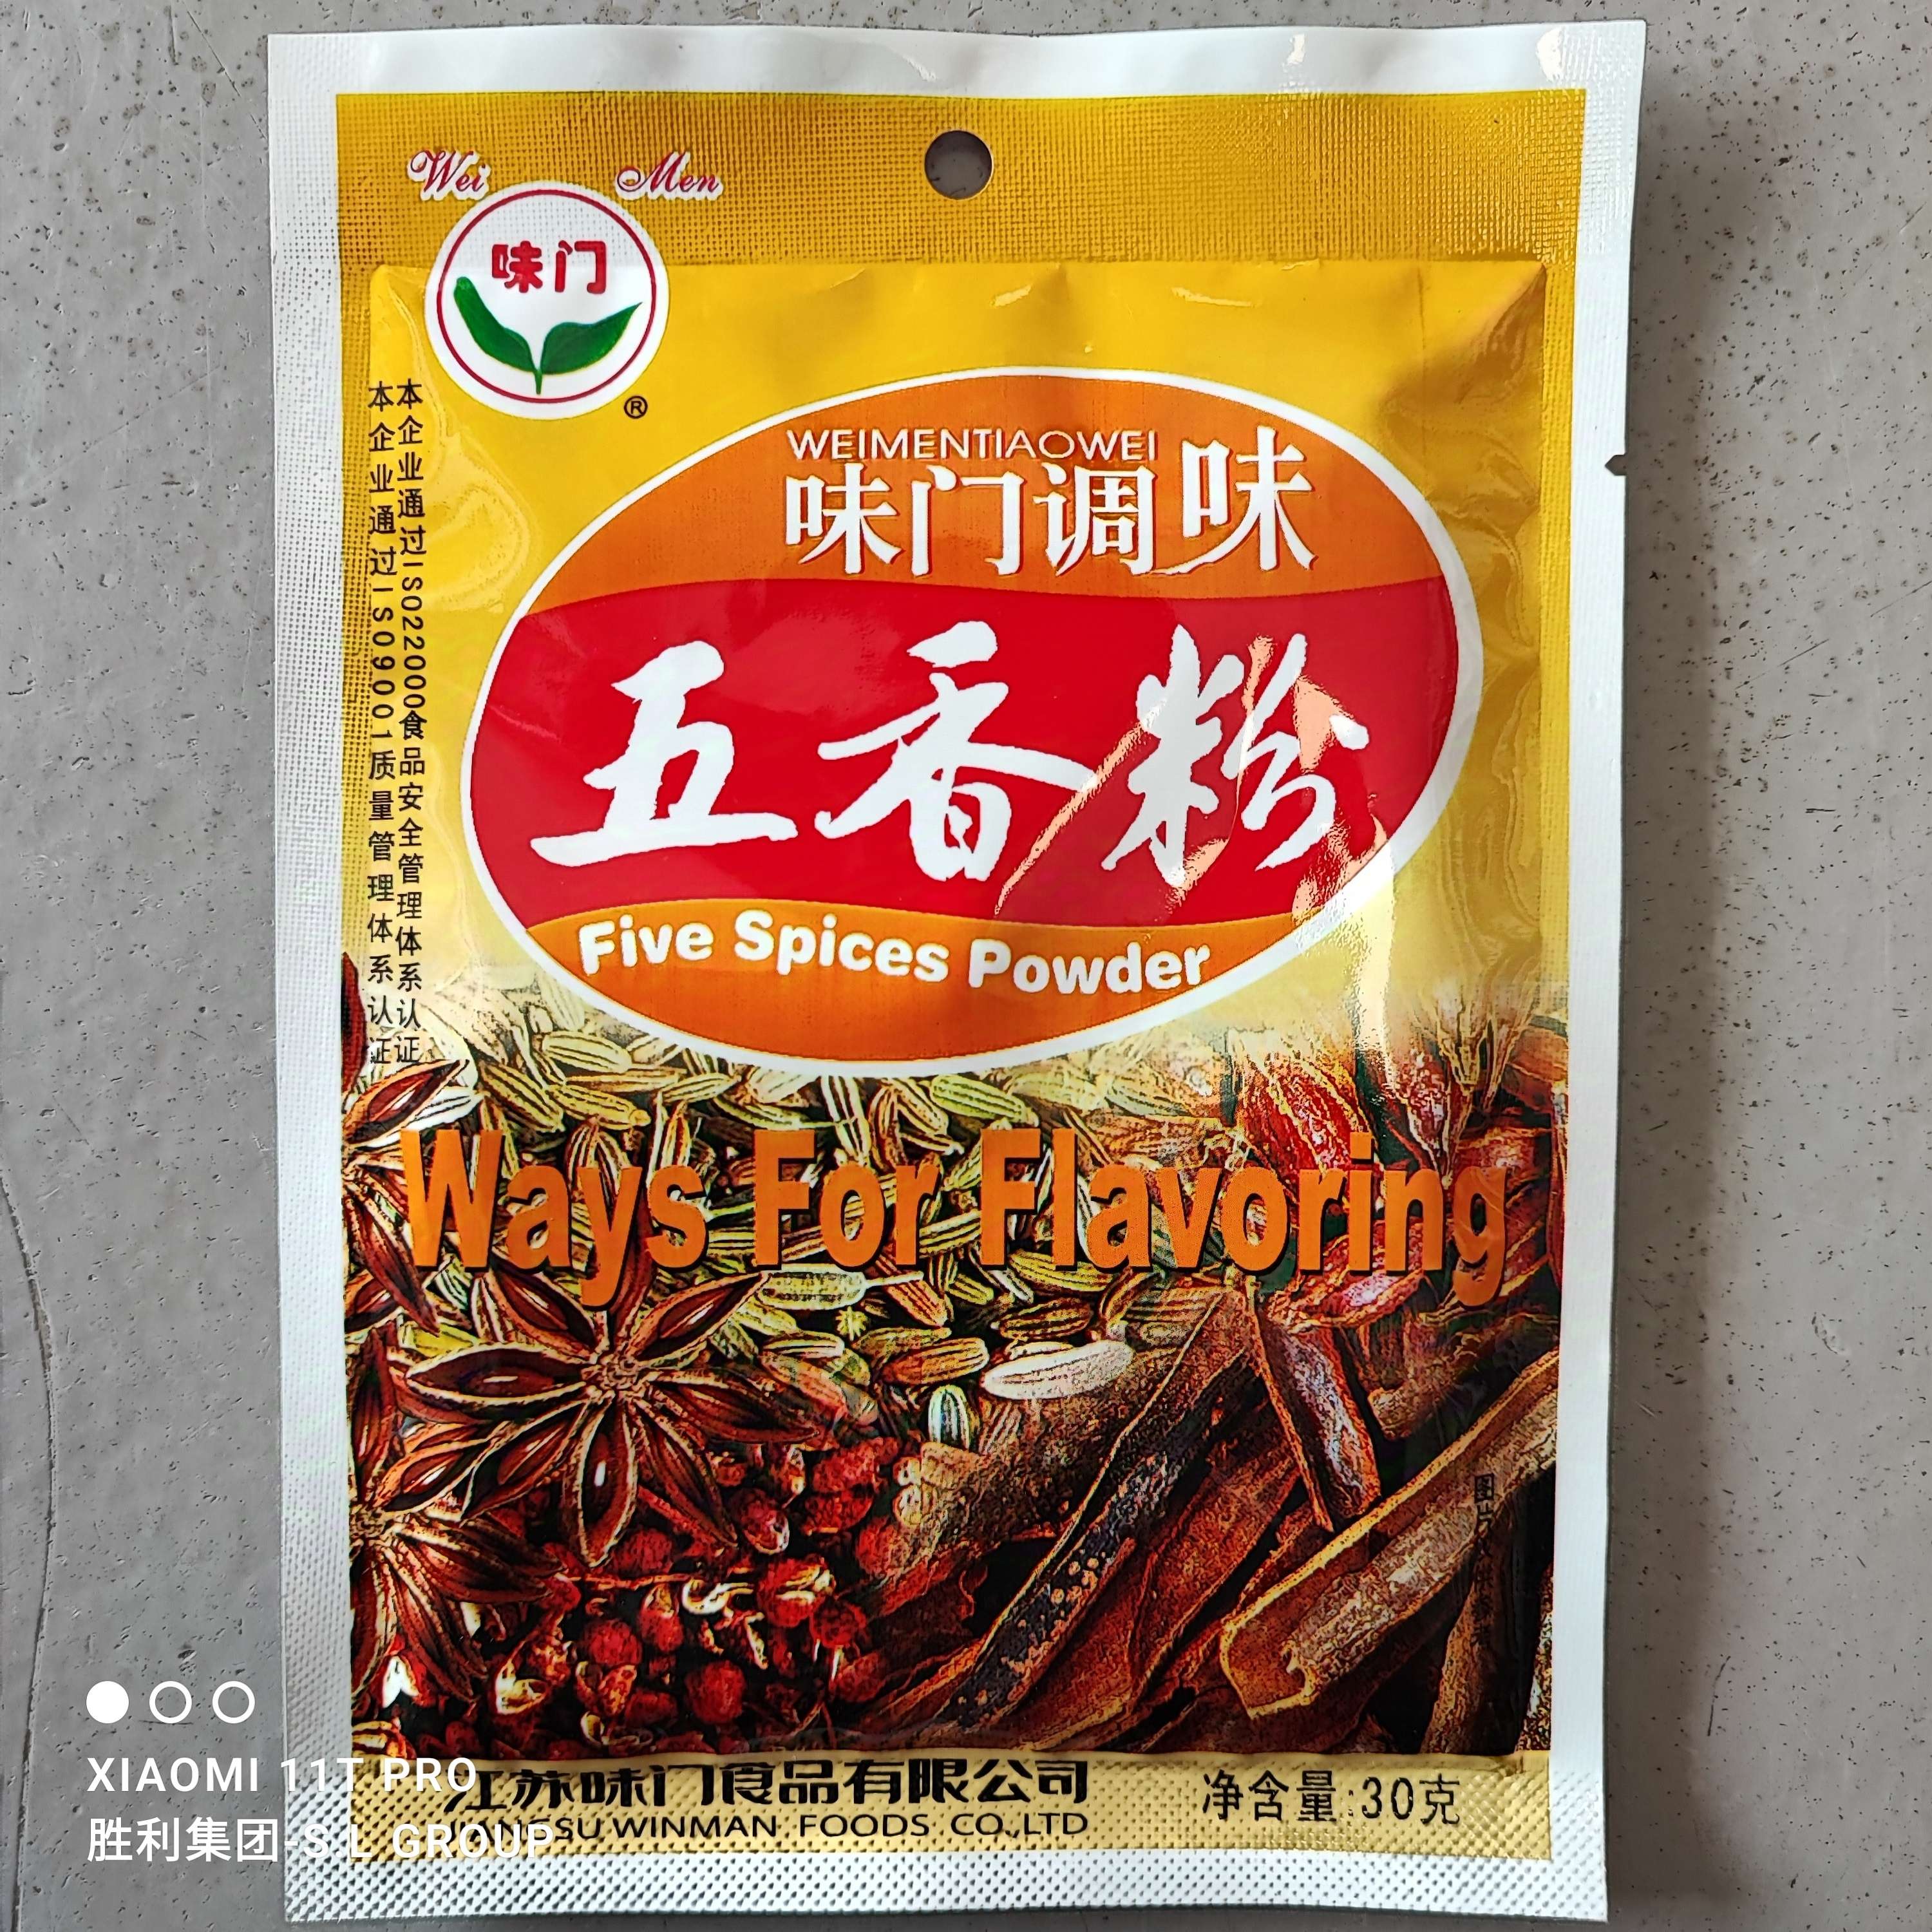 Wei Men
味门
®
本企业通过ISO22000食品安全管理体系认证
本企业通过ISO9001质量管理体系认证
WEIMENTIAOWEI
味门调味
五香粉
Five Spices Powder
Ways For Flavoring
图片
江苏味门食品有限公司
JIANGSU WINMAN FOODS CO.,LTD
净含量:30克
XIAOMI 11T PRO
胜利集团-S L GROUP